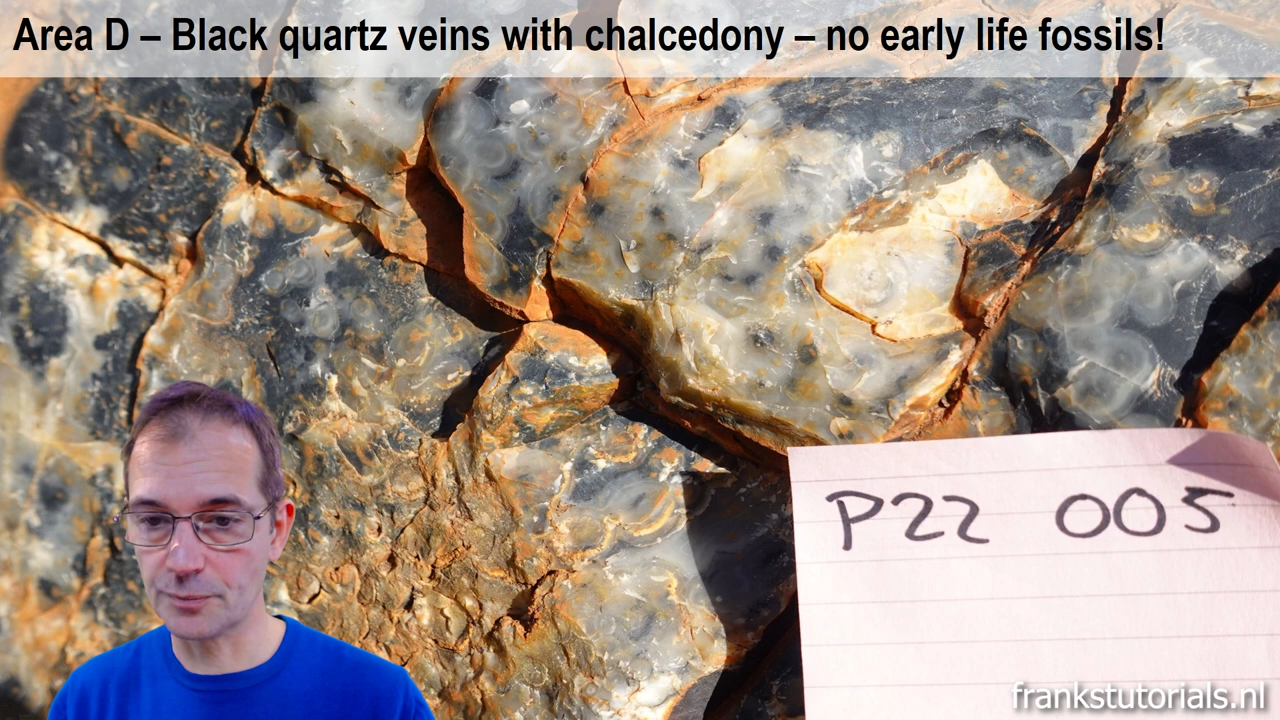 Area D – Black quartz veins with chalcedony – no early life fossils!
P22 005
frankstutorials.nl